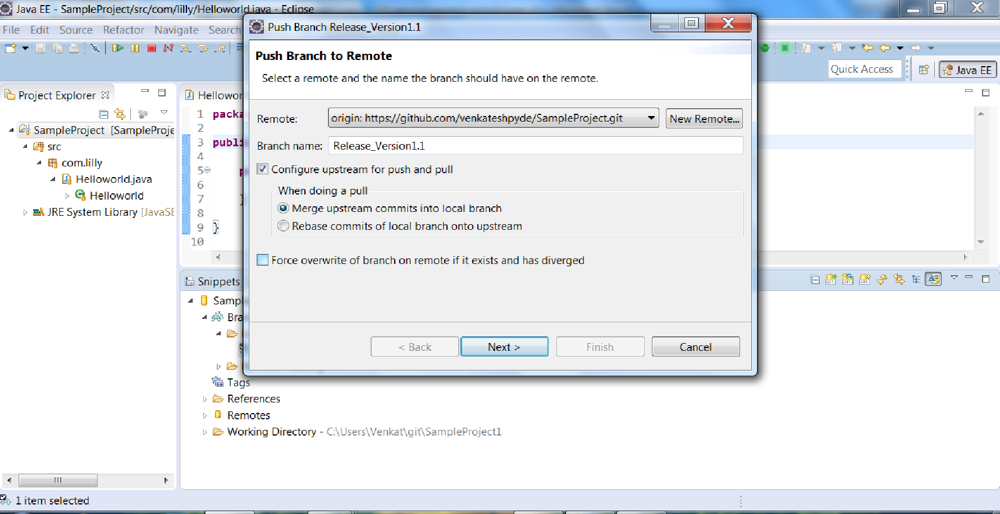 Java EE - SampleProject/src/com/lilly/Helloworld.java - Eclipse
File Edit Source Refactor Navigate Search
Quick Access
Java EE
Project Explorer
SampleProject [SampleProje
src
com.lilly
Helloworld.java
Helloworld
JRE System Library [JavaSE
Hellowor
1 packa
2
3 publi
4
5
6
7 }
8
9 }
10
Push Branch Release_Version1.1
Push Branch to Remote
Select a remote and the name the branch should have on the remote.
Remote: origin: https://github.com/venkateshpyde/SampleProject.git New Remote...
Branch name: Release_Version1.1
Configure upstream for push and pull
When doing a pull
Merge upstream commits into local branch
Rebase commits of local branch onto upstream
Force overwrite of branch on remote if it exists and has diverged
< Back Next > Finish Cancel
Snippets
Sampl
Bra
Tags
References
Remotes
Working Directory - C:\Users\Venkat\git\SampleProject1
1 item selected